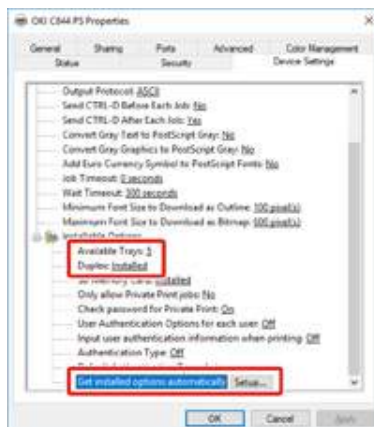 OKI C844 PS Properties
General Sharing Ports Advanced Color Management
Status Security Device Settings
Output Protocol: ASCII
Send CTRL-D Before Each Job: No
Send CTRL-D After Each Job: Yes
Convert Gray Text to PostScript Gray: No
Convert Gray Graphics to PostScript Gray: No
Add Euro Currency Symbol to PostScript Fonts: No
Job Timeout: 0 seconds
Wait Timeout: 300 seconds
Minimum Font Size to Download as Outline: 100 pixel(s)
Maximum Font Size to Download as Bitmap: 600 pixel(s)
Installable Options
Available Trays:
Duplex: Installed
SD Memory Card: Installed
Only allow Private Print jobs: No
Check password for Private Print: On
User Authentication Options for each user: Off
Input user authentication information when printing: Off
Authentication Type: Off
Get installed options automatically Setup...
OK Cancel Apply